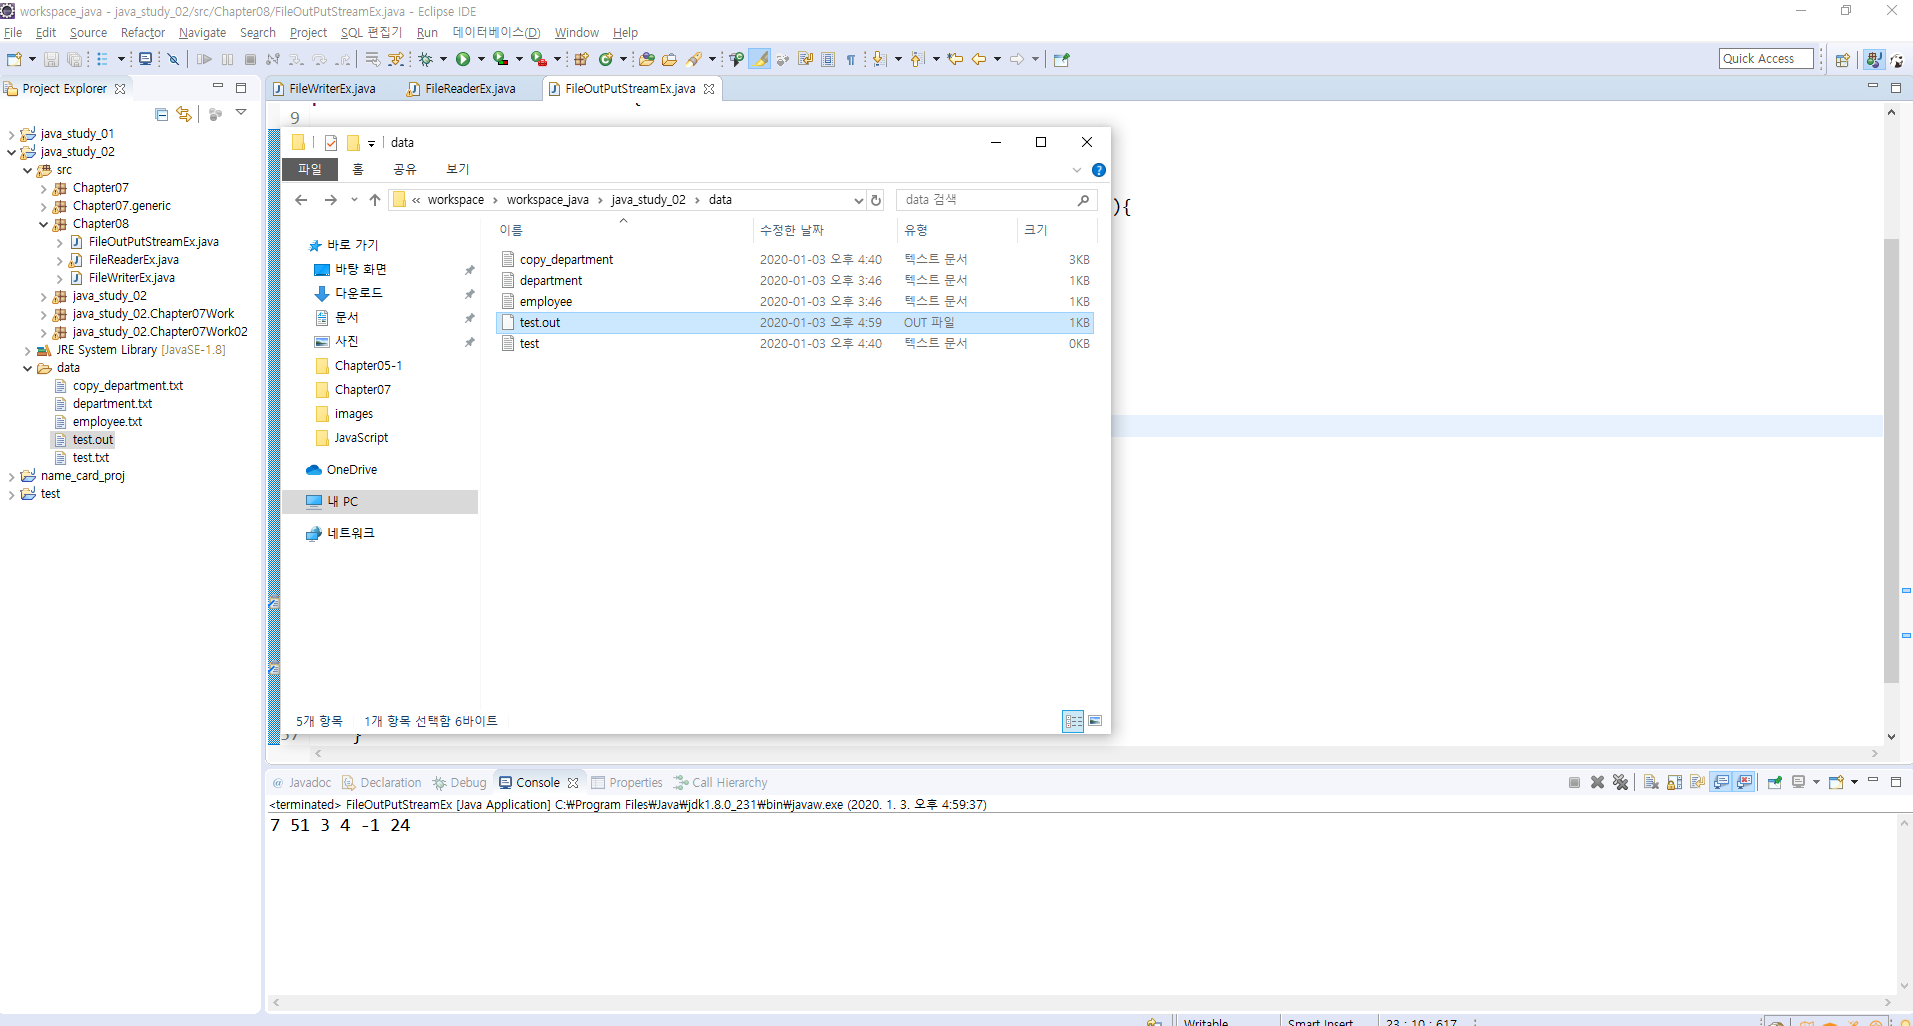 workspace_java - java_study_02/src/Chapter08/FileOutPutStreamEx.java - Eclipse IDE
File Edit Source Refactor Navigate Search Project SQL 편집기 Run 데이터베이스(D) Window Help
Quick Access
Project Explorer
java_study_01
java_study_02
src
Chapter07
Chapter07.generic
Chapter08
FileOutPutStreamEx.java
FileReaderEx.java
FileWriterEx.java
java_study_02
java_study_02.Chapter07Work
java_study_02.Chapter07Work02
JRE System Library [JavaSE-1.8]
data
copy_department.txt
department.txt
employee.txt
test.out
test.txt
name_card_proj
test
FileWriterEx.java FileReaderEx.java FileOutPutStreamEx.java
9
){
data
파일 홈 공유 보기
« workspace > workspace_java > java_study_02 > data
data 검색
바로 가기
바탕 화면
다운로드
문서
사진
Chapter05-1
Chapter07
images
JavaScript
OneDrive
내 PC
네트워크
이름 수정한 날짜 유형 크기
copy_department 2020-01-03 오후 4:40 텍스트 문서 3KB
department 2020-01-03 오후 3:46 텍스트 문서 1KB
employee 2020-01-03 오후 3:46 텍스트 문서 1KB
test.out 2020-01-03 오후 4:59 OUT 파일 1KB
test 2020-01-03 오후 4:40 텍스트 문서 0KB
5개 항목 1개 항목 선택함 6바이트
37 }
@ Javadoc Declaration Debug Console Properties Call Hierarchy
<terminated> FileOutPutStreamEx [Java Application] C:₩Program Files₩Java₩jdk1.8.0_231₩bin₩javaw.exe (2020. 1. 3. 오후 4:59:37)
7 51 3 4 -1 24
Writable Smart Insert 23 : 10 : 617